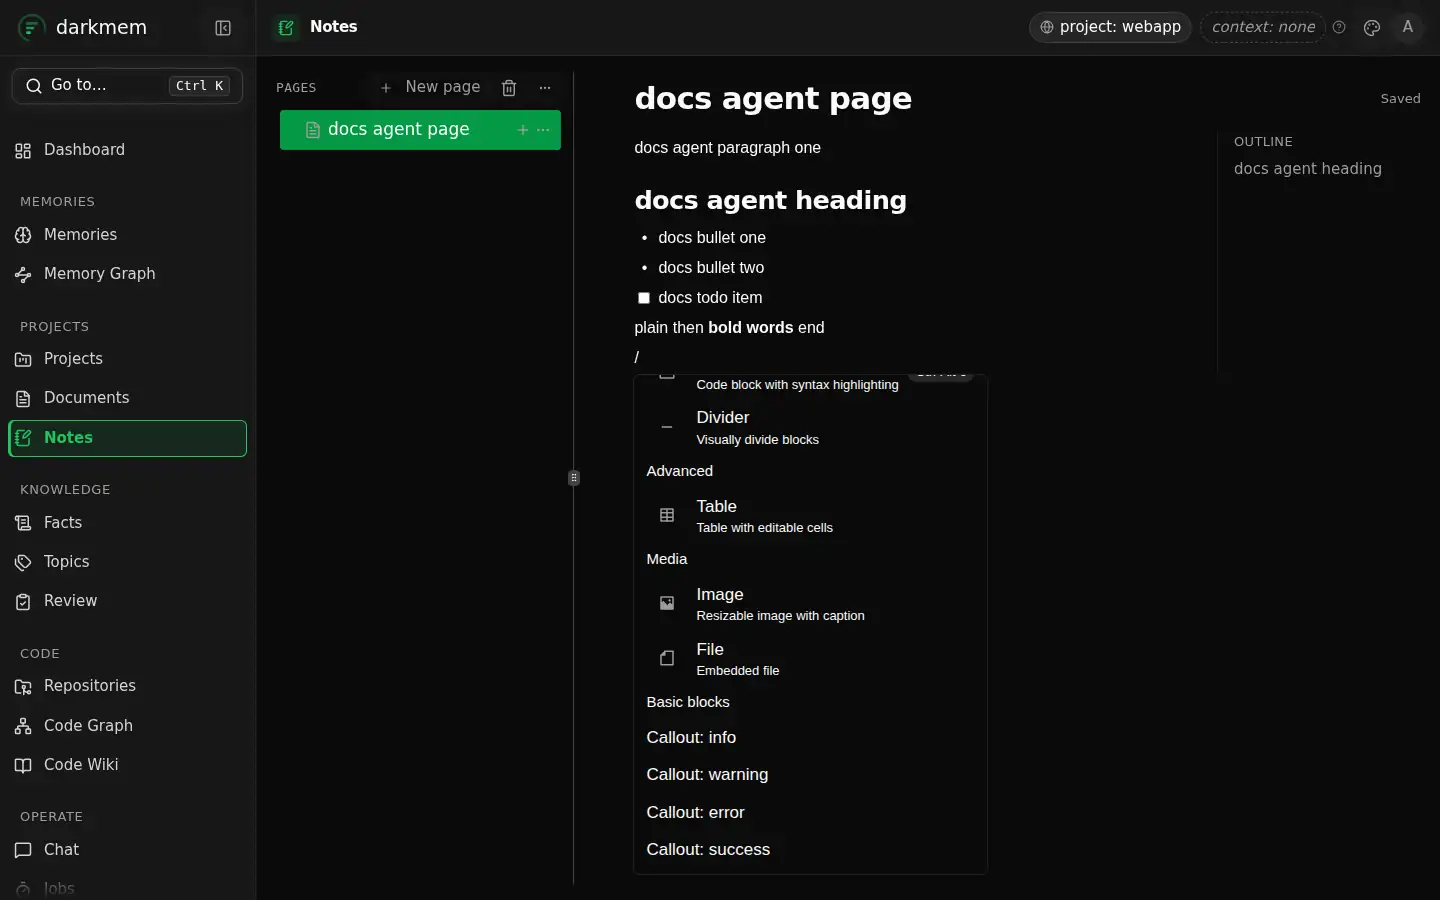 darkmem
Go to...
Ctrl K
Dashboard
MEMORIES
Memories
Memory Graph
PROJECTS
Projects
Documents
Notes
KNOWLEDGE
Facts
Topics
Review
CODE
Repositories
Code Graph
Code Wiki
OPERATE
Chat
Jobs
Notes
project: webapp
context: none
A
PAGES
New page
docs agent page
docs agent page
Saved
docs agent paragraph one
docs agent heading
• docs bullet one
• docs bullet two
docs todo item
plain then bold words end
/
Code block with syntax highlighting
Divider
Visually divide blocks
Advanced
Table
Table with editable cells
Media
Image
Resizable image with caption
File
Embedded file
Basic blocks
Callout: info
Callout: warning
Callout: error
Callout: success
OUTLINE
docs agent heading